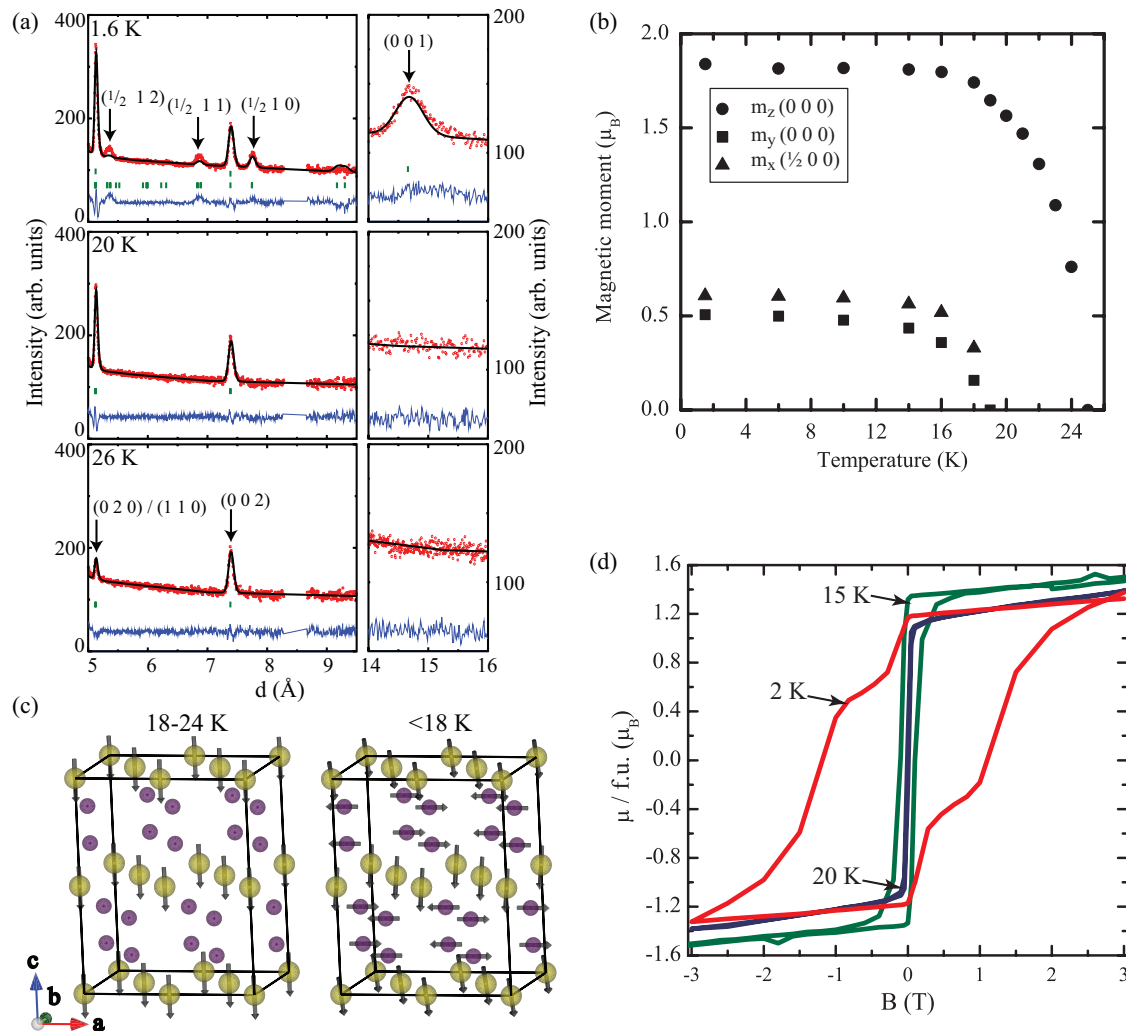 (a)
400
1.6 K
(1/2 1 2)
(1/2 1 1)
(1/2 1 0)
200
0
200
(0 0 1)
100
400
20 K
200
0
200
100
400
26 K
(0 2 0) / (1 1 0)
(0 0 2)
200
0
100
5 6 7 8 9
14 15 16
d (Å)
Intensity (arb. units)
Intensity (arb. units)
(b)
2.0
1.5
1.0
0.5
0.0
Magnetic moment (μB)
m_z (0 0 0)
m_y (0 0 0)
m_x (½ 0 0)
0 4 8 12 16 20 24
Temperature (K)
(c)
18-24 K
<18 K
c
b
a
(d)
1.6
1.2
0.8
0.4
0.0
-0.4
-0.8
-1.2
-1.6
μ / f.u. (μB)
15 K
2 K
20 K
-3 -2 -1 0 1 2 3
B (T)